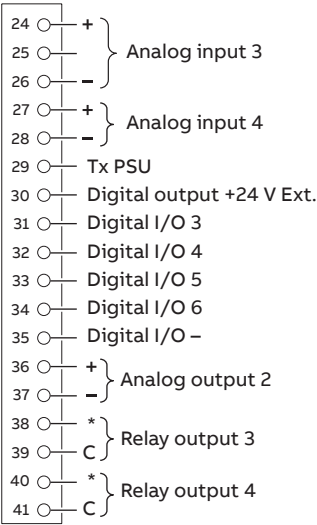 24 +
25 Analog input 3
26 –
27 +
Analog input 4
28 –
29 Tx PSU
30 Digital output +24 V Ext.
31 Digital I/O 3
32 Digital I/O 4
33 Digital I/O 5
34 Digital I/O 6
35 Digital I/O –
36 +
Analog output 2
37 –
38 *
Relay output 3
39 C
40 *
Relay output 4
41 C